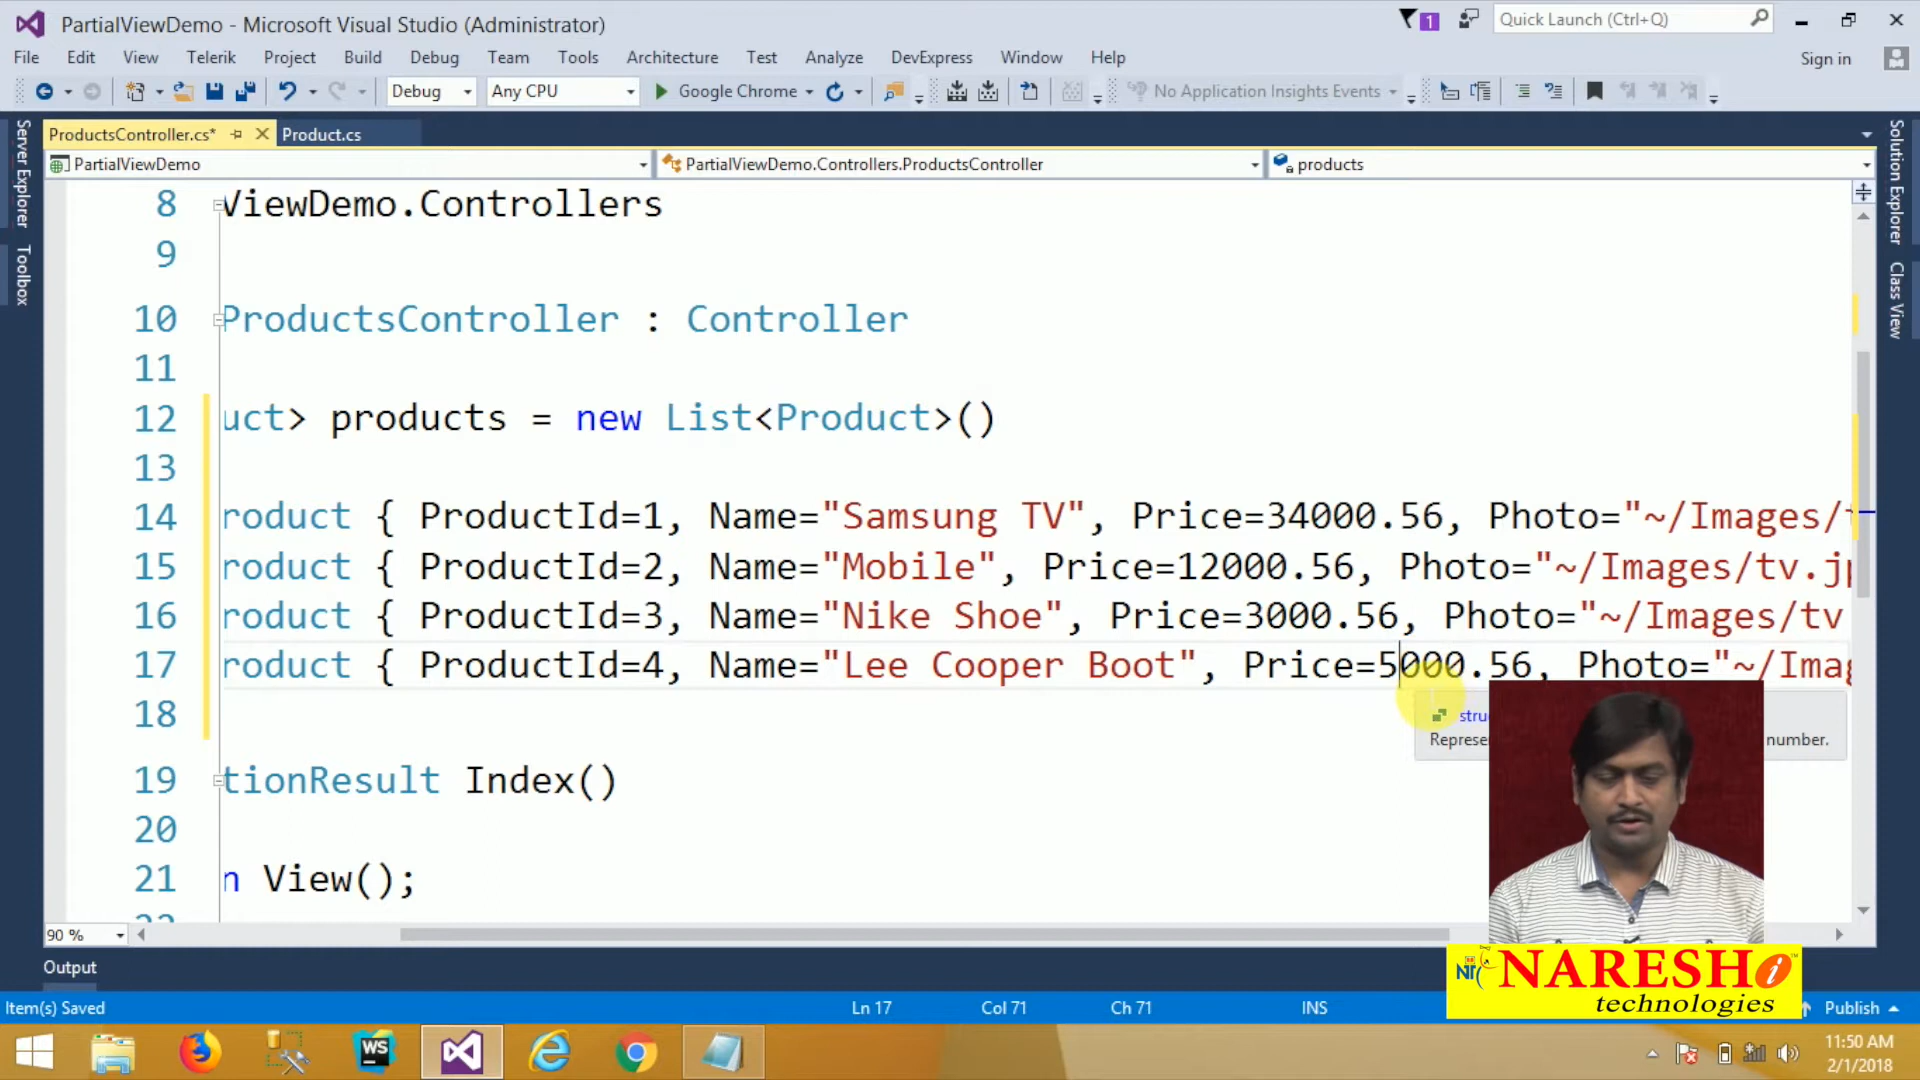 PartialViewDemo - Microsoft Visual Studio (Administrator)
1
Quick Launch (Ctrl+Q)
File Edit View Telerik Project Build Debug Team Tools Architecture Test Analyze DevExpress Window Help
Sign in
Debug Any CPU Google Chrome No Application Insights Events
Server Explorer
Toolbox
Solution Explorer
Class View
ProductsController.cs* Product.cs
PartialViewDemo PartialViewDemo.Controllers.ProductsController products
8 ViewDemo.Controllers
9
10 ProductsController : Controller
11
12 uct> products = new List<Product>()
13
14 roduct { ProductId=1, Name="Samsung TV", Price=34000.56, Photo="~/Images/t
15 roduct { ProductId=2, Name="Mobile", Price=12000.56, Photo="~/Images/tv.jp
16 roduct { ProductId=3, Name="Nike Shoe", Price=3000.56, Photo="~/Images/tv
17 roduct { ProductId=4, Name="Lee Cooper Boot", Price=5000.56, Photo="~/Imag
18
stru
Represe number.
19 tionResult Index()
20
21 n View();
90 %
Output
NARESH i
technologies
Item(s) Saved Ln 17 Col 71 Ch 71 INS Publish
WS
11:50 AM
2/1/2018